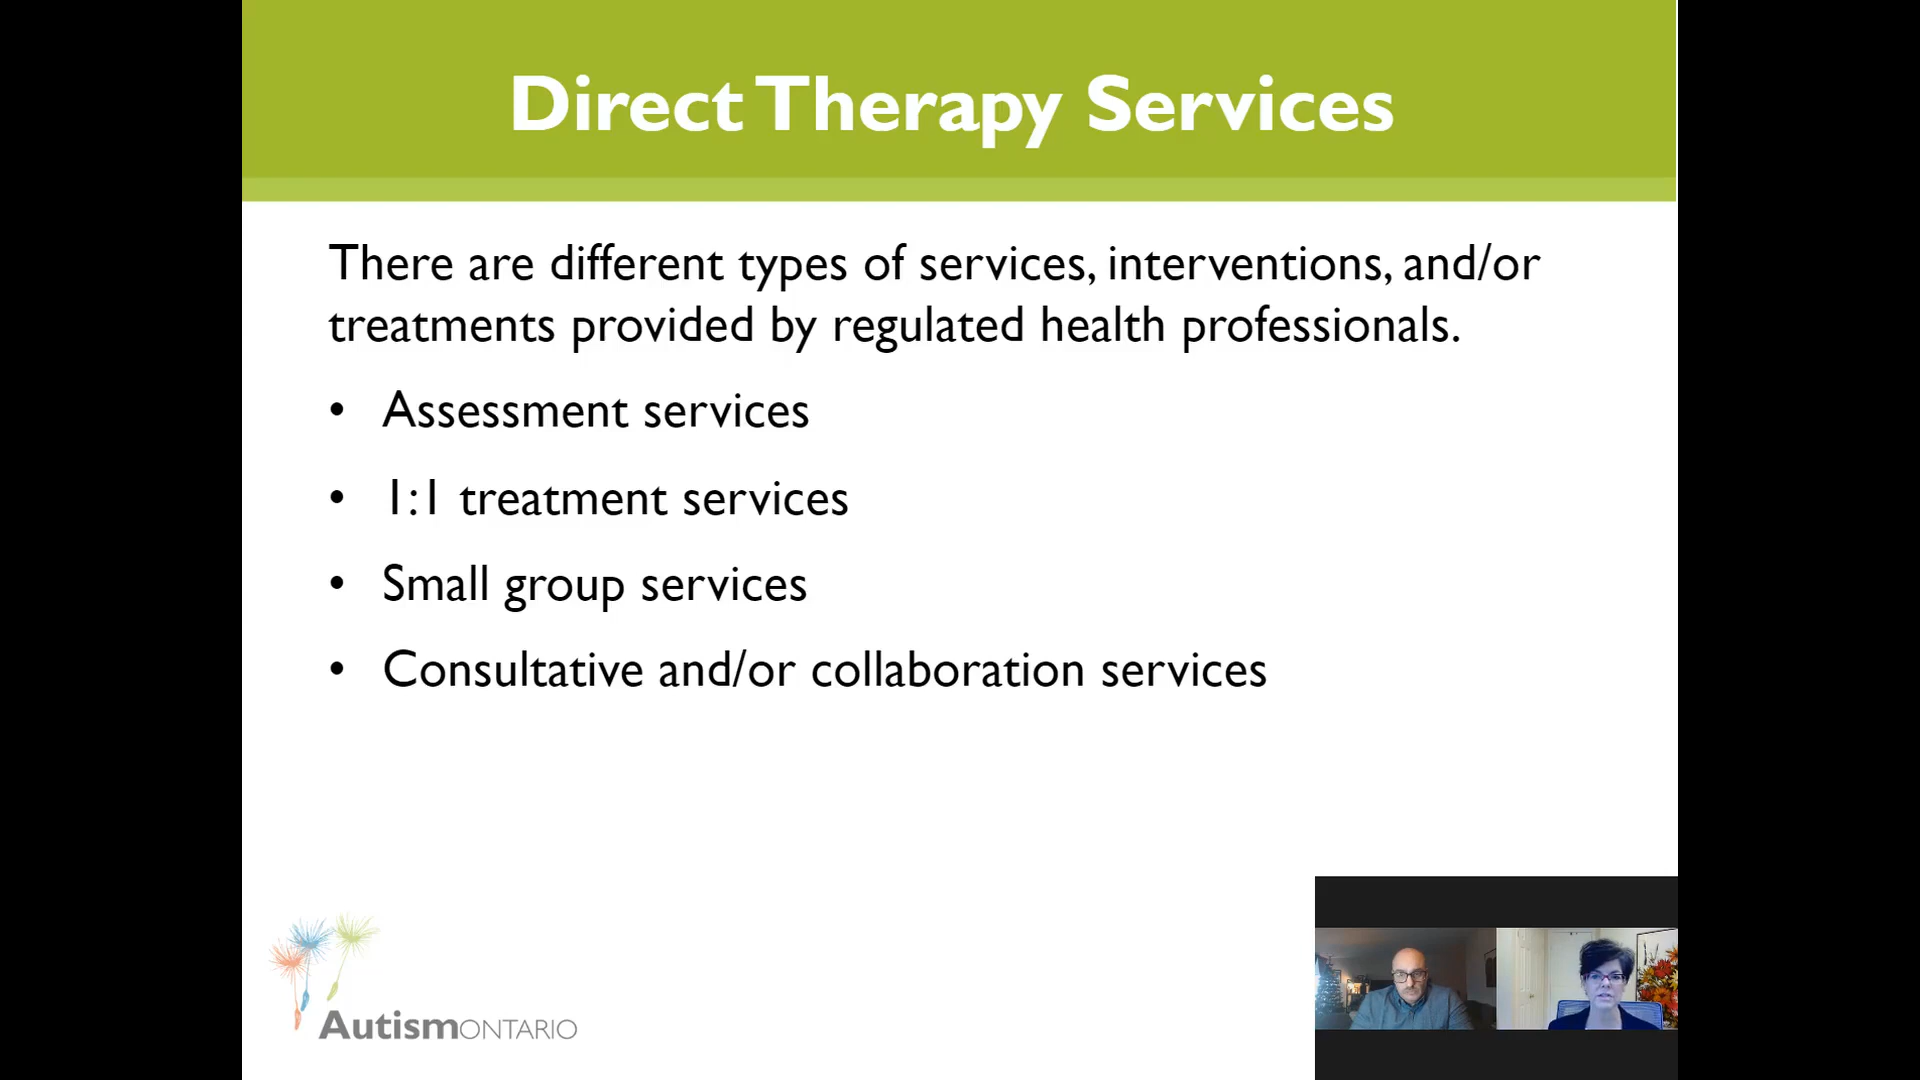 Direct Therapy Services
There are different types of services, interventions, and/or
treatments provided by regulated health professionals.
• Assessment services
• 1:1 treatment services
• Small group services
• Consultative and/or collaboration services
AutismONTARIO